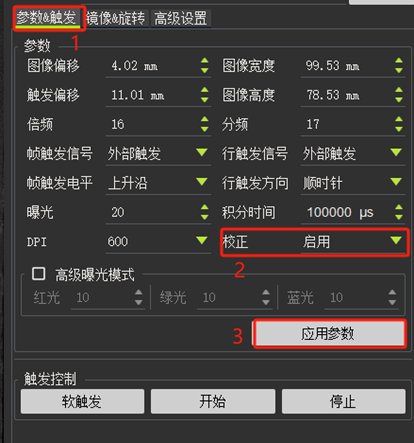 参数&触发 镜像&旋转 高级设置
1
参数
图像偏移 4.02 mm 图像宽度 99.53 mm
触发偏移 11.01 mm 图像高度 78.53 mm
倍频 16 分频 17
帧触发信号 外部触发 行触发信号 外部触发
帧触发电平 上升沿 行触发方向 顺时针
曝光 20 积分时间 100000 μs
DPI 600 校正 启用
2
高级曝光模式
红光 10 绿光 10 蓝光 10
3 应用参数
触发控制
软触发 开始 停止